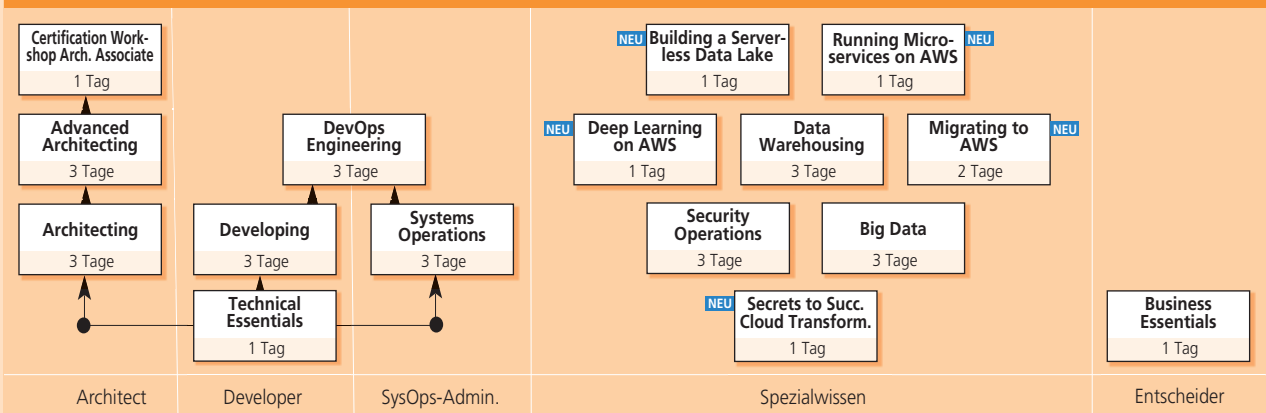 Certification Work-
shop Arch. Associate
1 Tag
NEU
Building a Server-
less Data Lake
1 Tag
Running Micro-
services on AWS
NEU
1 Tag
Advanced
Architecting
3 Tage
DevOps
Engineering
3 Tage
NEU
Deep Learning
on AWS
1 Tag
Data
Warehousing
3 Tage
Migrating to
AWS
NEU
2 Tage
Architecting
3 Tage
Developing
3 Tage
Systems
Operations
3 Tage
Security
Operations
3 Tage
Big Data
3 Tage
Technical
Essentials
1 Tag
NEU
Secrets to Succ.
Cloud Transform.
1 Tag
Business
Essentials
1 Tag
Architect
Developer
SysOps-Admin.
Spezialwissen
Entscheider